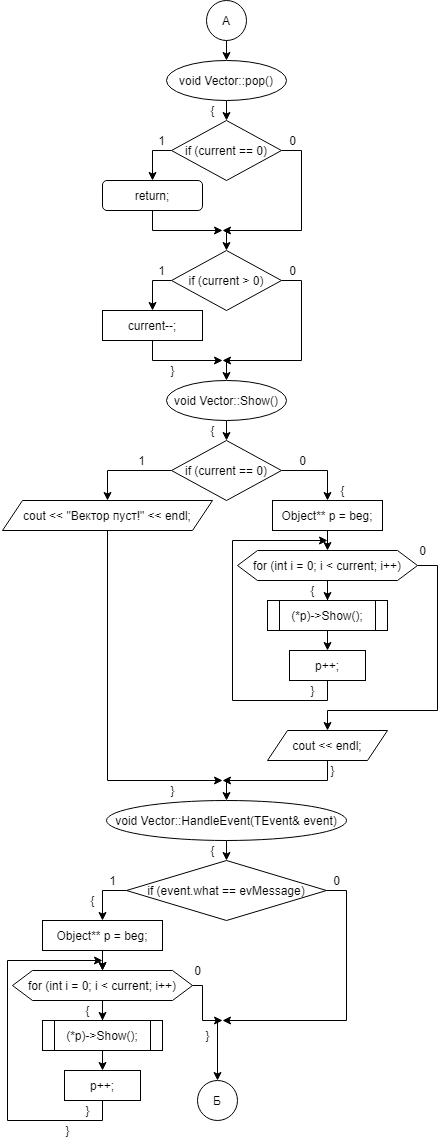 А
void Vector::pop()
{
if (current == 0)
1
0
return;
if (current > 0)
1
0
current--;
}
void Vector::Show()
{
if (current == 0)
1
0
cout << "Вектор пуст!" << endl;
{
Object** p = beg;
for (int i = 0; i < current; i++)
0
{
(*p)->Show();
p++;
}
cout << endl;
}
}
void Vector::HandleEvent(TEvent& event)
{
if (event.what == evMessage)
1
0
{
Object** p = beg;
for (int i = 0; i < current; i++)
0
{
(*p)->Show();
p++;
}
}
}
Б